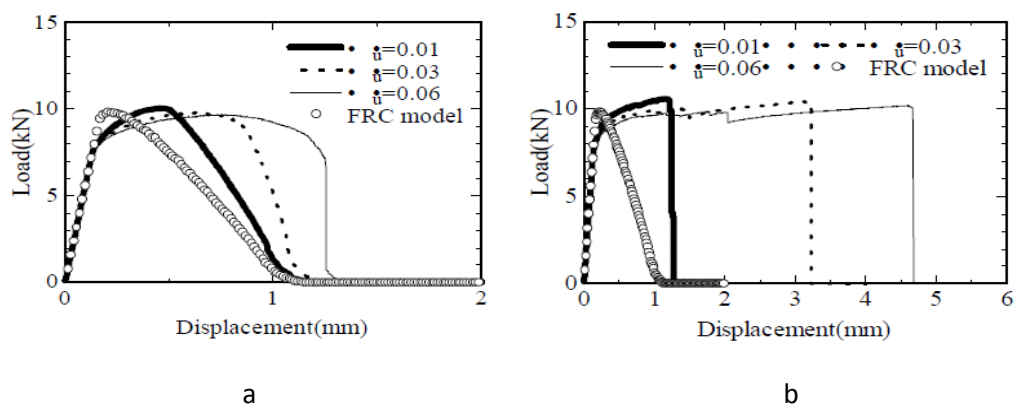 15
10
5
0
Load(kN)
0
1
2
Displacement(mm)
• •ü=0.01
• •ü=0.03
• •ü=0.06
○ FRC model
a
15
10
5
0
Load(kN)
0
1
2
3
4
5
6
Displacement(mm)
• •ü=0.01 • • • •ü=0.03
• •ü=0.06 • • • FRC model
b